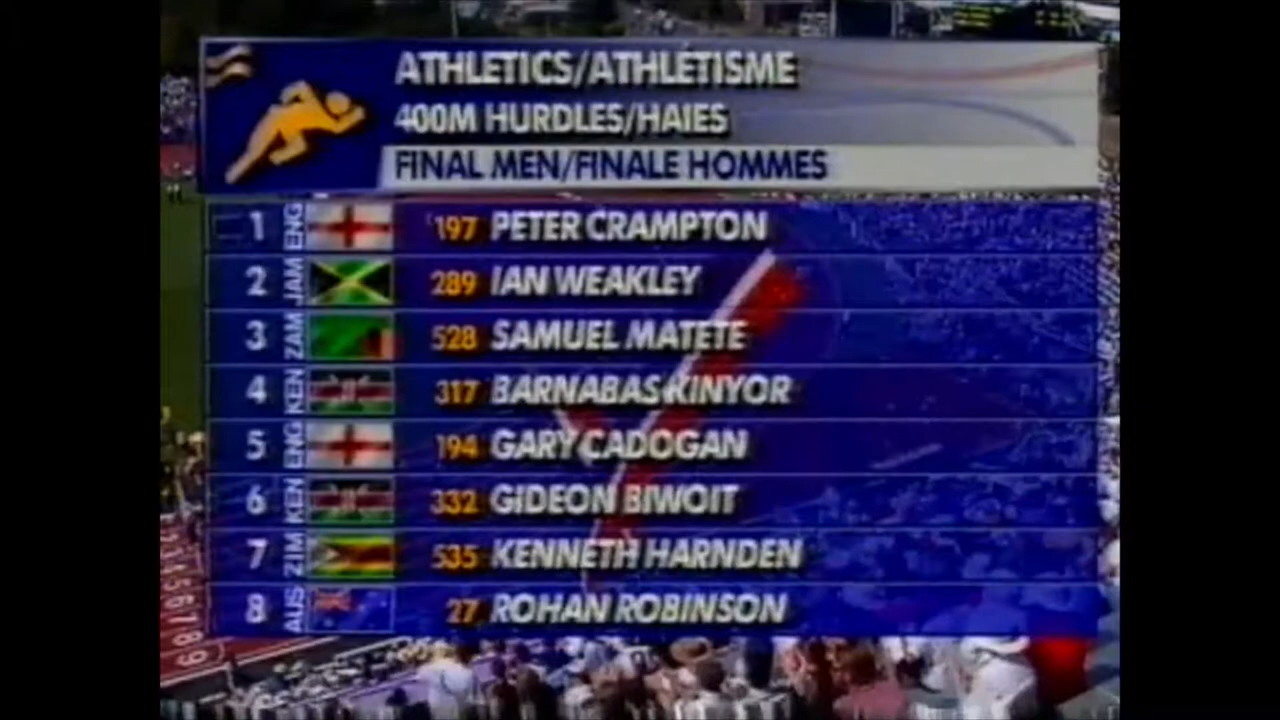 ATHLETICS/ATHLÉTISME
400M HURDLES/HAIES
FINAL MEN/FINALE HOMMES
1 ENG 197 PETER CRAMPTON
2 JAM 289 IAN WEAKLEY
3 ZAM 528 SAMUEL MATETE
4 KEN 317 BARNABAS KINYOR
5 ENG 194 GARY CADOGAN
6 KEN 332 GIDEON BIWOIT
7 ZIM 535 KENNETH HARNDEN
8 AUS 27 ROHAN ROBINSON